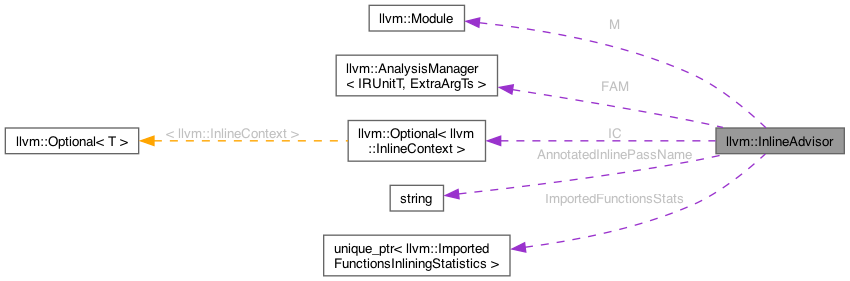 llvm::Module
M
llvm::AnalysisManager
< IRUnitT, ExtraArgTs >
FAM
llvm::Optional< T >
< llvm::InlineContext >
llvm::Optional< llvm
::InlineContext >
IC
llvm::InlineAdvisor
AnnotatedInlinePassName
string
ImportedFunctionsStats
unique_ptr< llvm::Imported
FunctionsInliningStatistics >